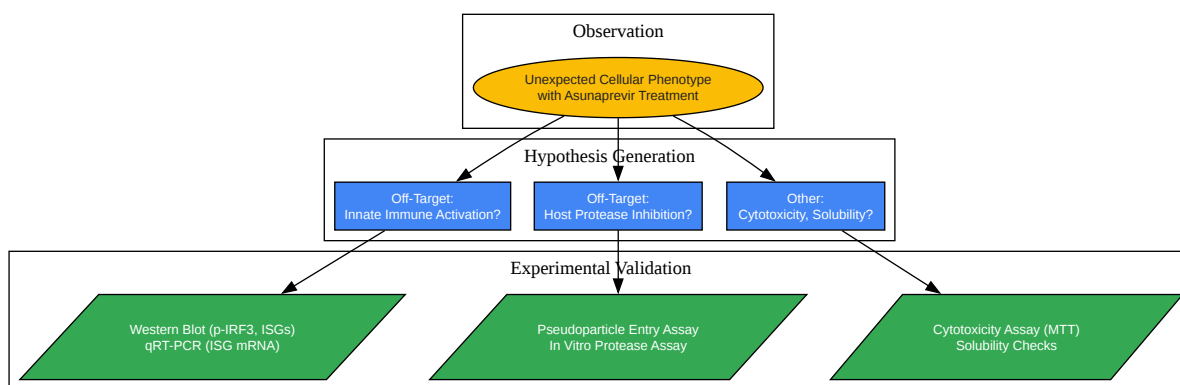 Observation
Unexpected Cellular Phenotype
with Asunaprevir Treatment
Hypothesis Generation
Off-Target:
Innate Immune Activation?
Off-Target:
Host Protease Inhibition?
Other:
Cytotoxicity, Solubility?
Experimental Validation
Western Blot (p-IRF3, ISGs)
qRT-PCR (ISG mRNA)
Pseudoparticle Entry Assay
In Vitro Protease Assay
Cytotoxicity Assay (MTT)
Solubility Checks